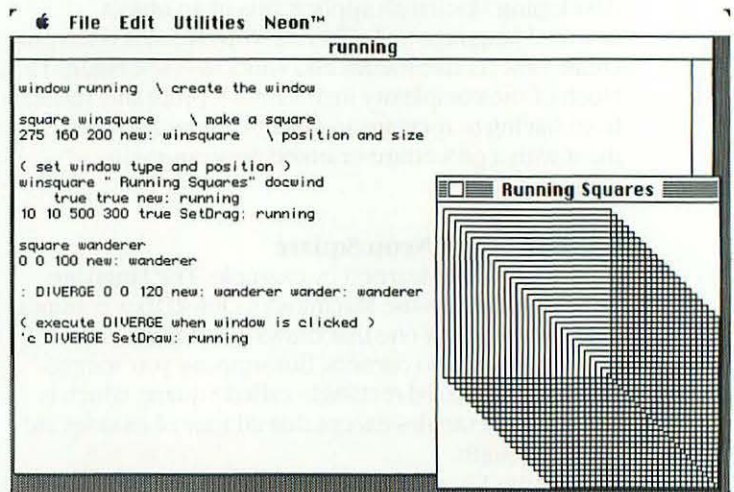 File Edit Utilities Neon™
running
window running \ create the window
square winsquare \ make a square
275 160 200 new: winsquare \ position and size
( set window type and position )
winsquare " Running Squares" docwind
true true new: running
10 10 500 300 true SetDrag: running
square wanderer
0 0 100 new: wanderer
: DIVERGE 0 0 120 new: wanderer wander: wanderer
( execute DIVERGE when window is clicked )
'c DIVERGE SetDraw: running
Running Squares